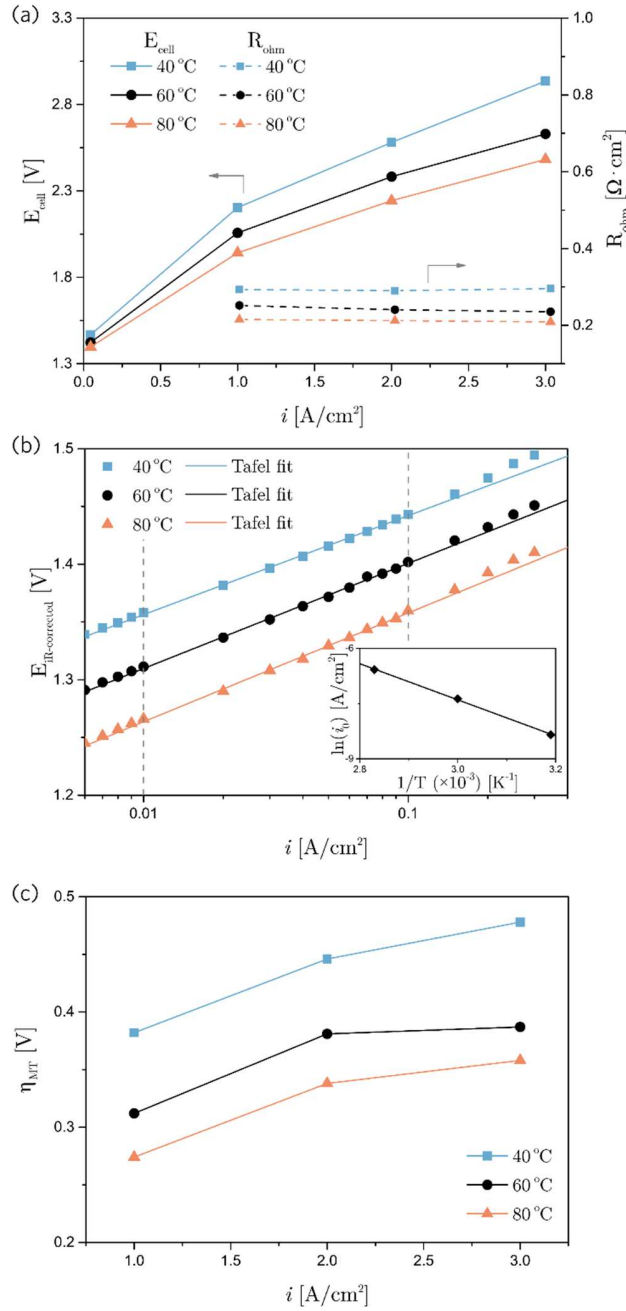 (a)
3.3
2.9
2.5
2.3
1.7
1.3
E_cell [V]
E_cell R_ohm
40 °C 40 °C
60 °C 60 °C
80 °C 80 °C
1.0
0.8
0.6
0.4
0.2
R_ohm [Ω·cm²]
0.0 0.5 1.0 1.5 2.0 2.5 3.0
i [A/cm²]
(b)
1.5
1.4
1.3
1.2
E_iR-corrected [V]
40 °C Tafel fit
60 °C Tafel fit
80 °C Tafel fit
-6
-9
ln(i₀) [A/cm²]
2.8 3.0 3.2
1/T (×10⁻³) [K⁻¹]
0.01 0.1
i [A/cm²]
(c)
0.5
0.4
0.3
0.2
η_MT [V]
40 °C
60 °C
80 °C
1.0 1.5 2.0 2.5 3.0
i [A/cm²]